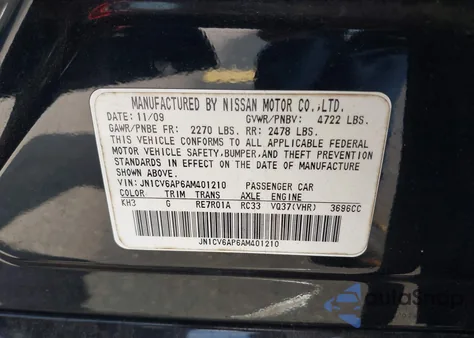 MANUFACTURED BY NISSAN MOTOR CO.,LTD.
DATE: 11/09 GVWR/PNBV: 4722 LBS.
GAWR/PNBE FR: 2270 LBS. RR: 2478 LBS.
THIS VEHICLE CONFORMS TO ALL APPLICABLE FEDERAL
MOTOR VEHICLE SAFETY,BUMPER,AND THEFT PREVENTION
STANDARDS IN EFFECT ON THE DATE OF MANUFACTURE
SHOWN ABOVE.
VIN: JN1CV6AP6AM401210 PASSENGER CAR
COLOR TRIM TRANS AXLE ENGINE
KH3 G RE7R01A RC33 VQ37(VHR) 3696CC
JN1CV6AP6AM401210
autoSnap